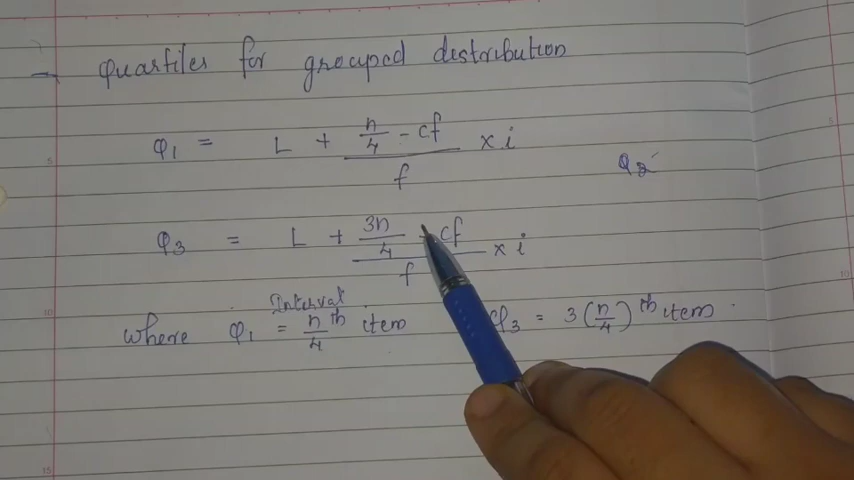 → Quartiles for grouped distribution
Q₁ = L + (n/4 - cf)/f x i
Q₂
Q₃ = L + (3n/4 - cf)/f x i
Interval
where Q₁ = n/4 th item Q₃ = 3(n/4)th item.